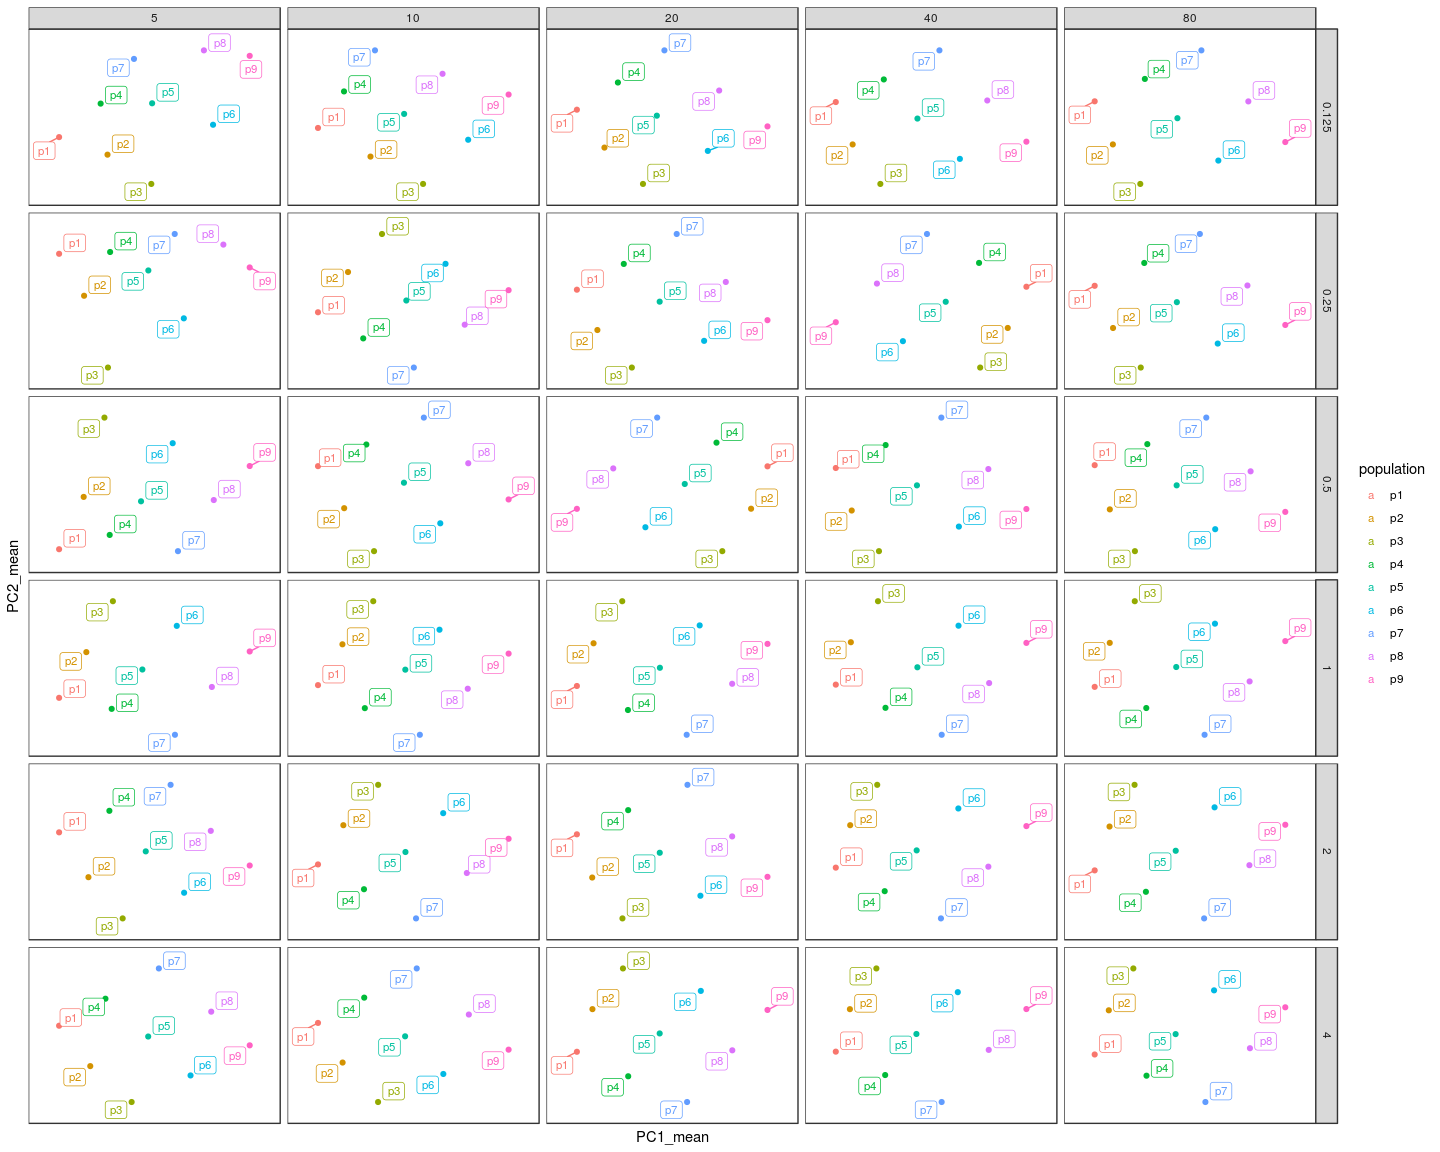 5 10 20 40 80
p8 p7 p9 p4 p5 p6 p1 p2 p3
p7 p4 p8 p9 p1 p5 p6 p2 p3
p7 p4 p8 p1 p5 p2 p6 p9 p3
p7 p4 p8 p5 p1 p2 p9 p6 p3
p7 p4 p8 p1 p5 p9 p2 p6 p3
0.125
p1 p4 p7 p8 p2 p5 p9 p6 p3
p3 p2 p6 p5 p1 p9 p8 p4 p7
p7 p4 p1 p5 p8 p2 p6 p9 p3
p7 p4 p8 p1 p5 p9 p2 p6 p3
p7 p4 p1 p8 p2 p5 p9 p6 p3
0.25
p3 p6 p9 p2 p5 p8 p4 p1 p7
p7 p1 p4 p8 p5 p9 p2 p6 p3
p7 p4 p1 p8 p5 p2 p9 p6 p3
p7 p1 p4 p8 p5 p2 p6 p9 p3
p7 p1 p4 p5 p8 p2 p9 p6 p3
0.5
p3 p6 p9 p2 p5 p8 p1 p4 p7
p3 p2 p6 p5 p9 p1 p4 p8 p7
p3 p6 p2 p9 p5 p8 p1 p4 p7
p3 p6 p9 p2 p5 p1 p8 p4 p7
p3 p9 p6 p2 p5 p1 p8 p4 p7
1
p7 p4 p1 p5 p8 p2 p9 p6 p3
p3 p6 p2 p9 p5 p8 p1 p4 p7
p7 p4 p1 p8 p5 p2 p6 p9 p3
p3 p6 p9 p2 p1 p5 p8 p4 p7
p3 p6 p2 p9 p8 p5 p1 p4 p7
2
p7 p8 p4 p1 p5 p9 p6 p2 p3
p7 p8 p4 p1 p5 p9 p2 p6 p3
p3 p9 p2 p6 p5 p8 p1 p4 p7
p3 p9 p2 p6 p8 p1 p5 p4 p7
p3 p6 p2 p9 p8 p5 p1 p4 p7
4
PC2_mean
PC1_mean
population
a p1
a p2
a p3
a p4
a p5
a p6
a p7
a p8
a p9